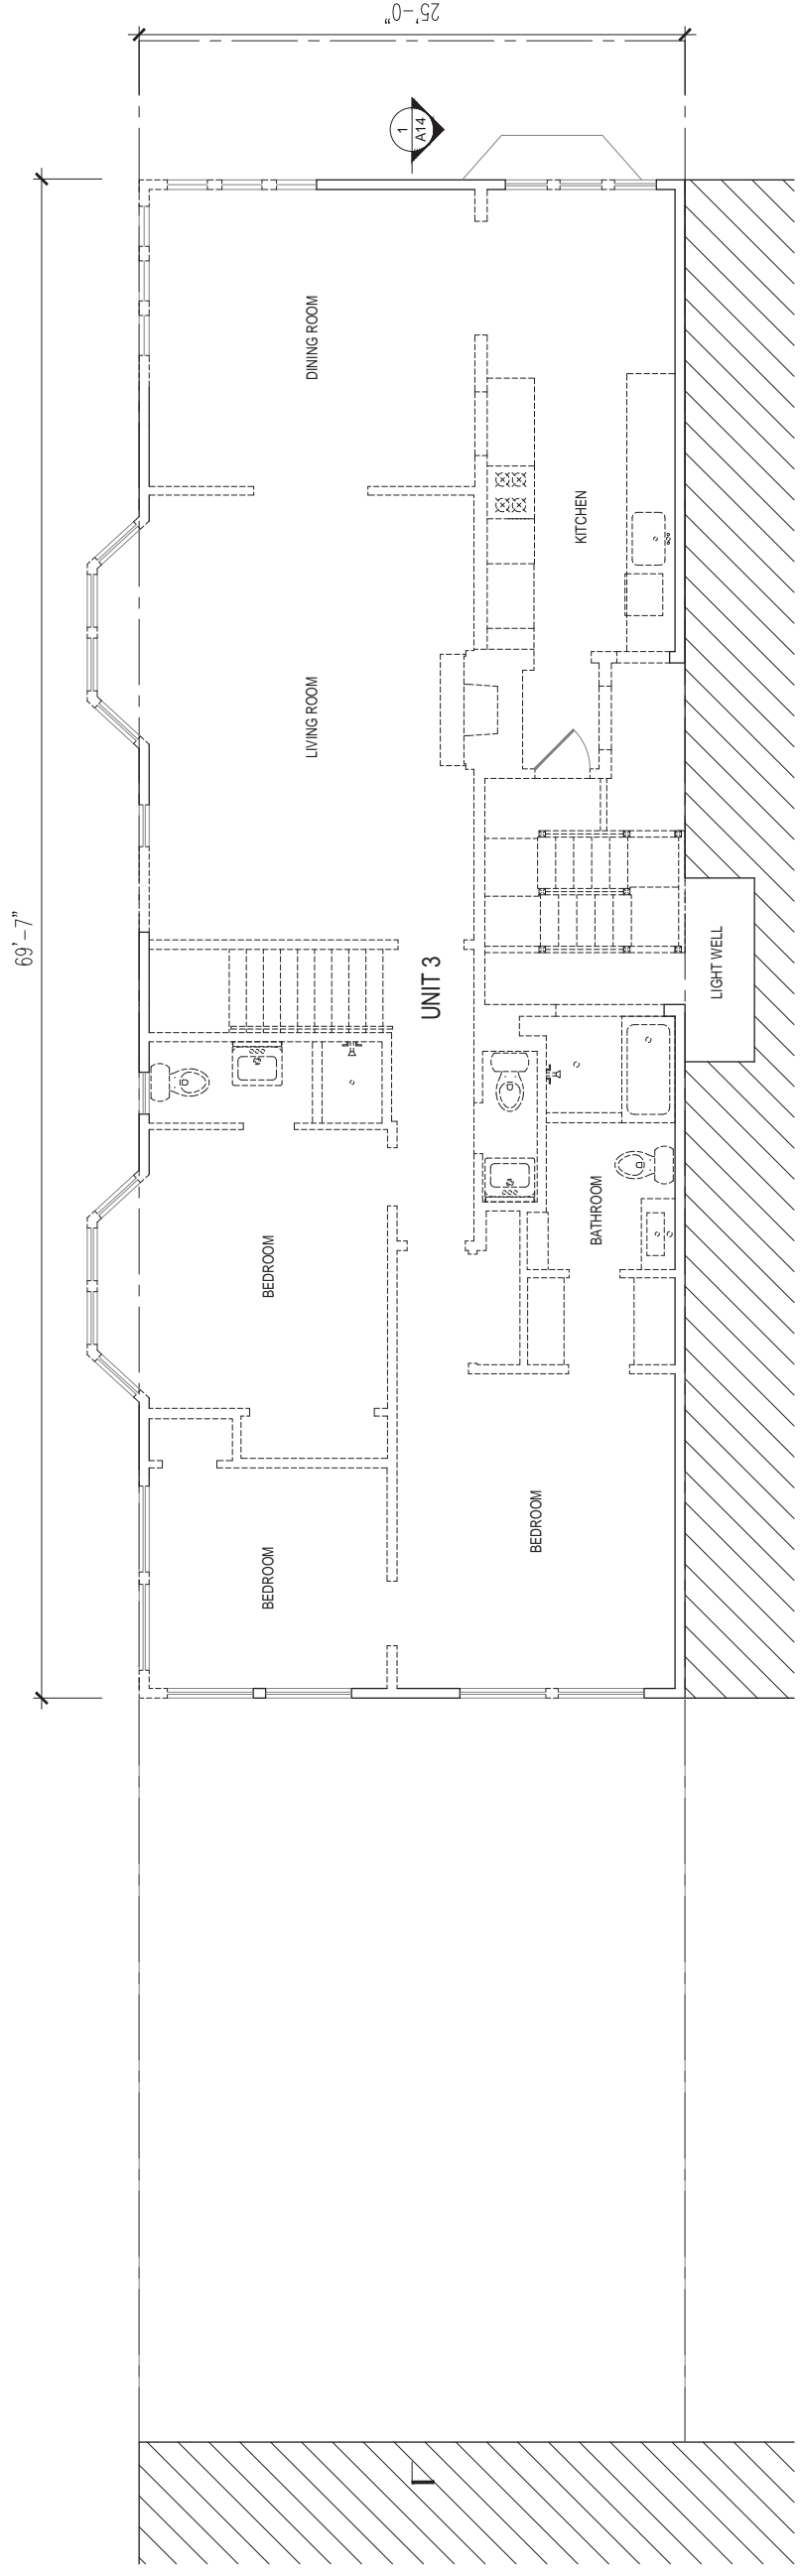 25'-0"
1
A14
69'-7"
DINING ROOM
KITCHEN
LIVING ROOM
UNIT 3
LIGHT WELL
BATHROOM
BEDROOM
BEDROOM
BEDROOM